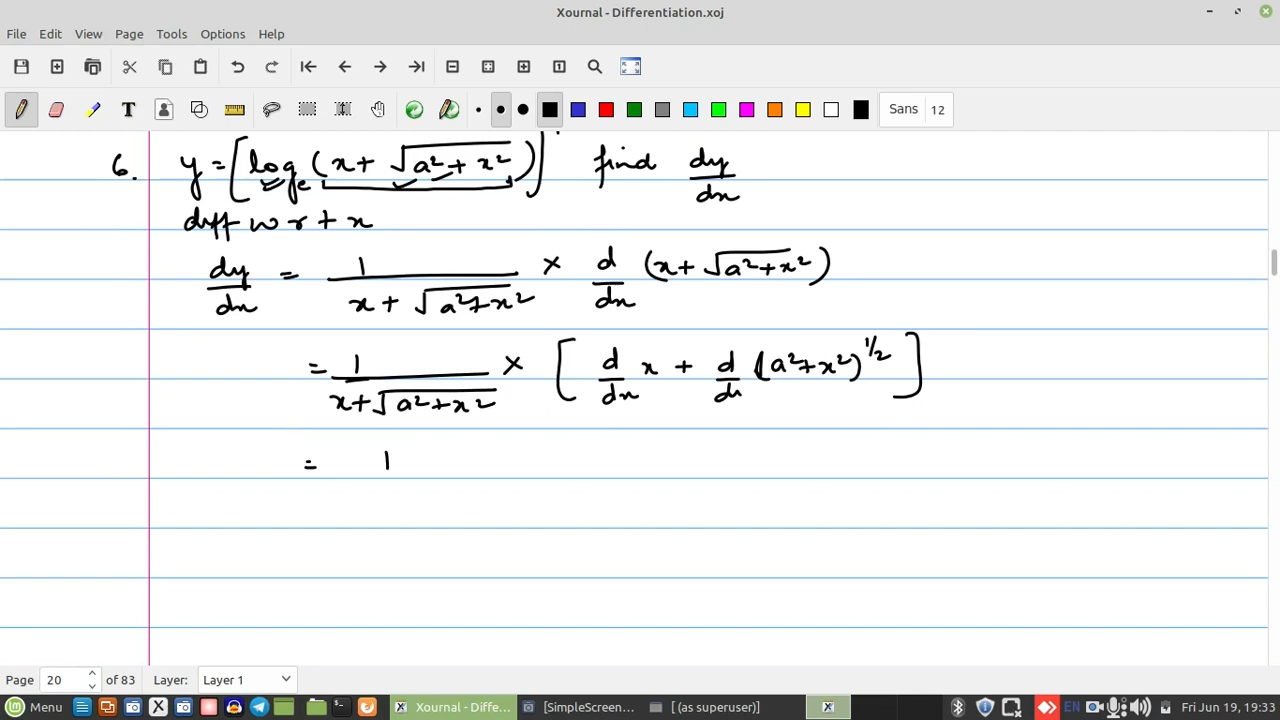 Xournal - Differentiation.xoj
File Edit View Page Tools Options Help
Sans 12
6. y = [log_e (x + √(a² + x²))] find dy/dx
diff w r t x
dy/dx = 1/(x + √(a² + x²)) × d/dx (x + √(a² + x²))
= 1/(x + √(a² + x²)) × [d/dx x + d/dx (a² + x²)^1/2]
= 1
Page 20 of 83 Layer: Layer 1
Menu Xournal - Differe... [SimpleScreen... [ (as superuser)] EN Fri Jun 19, 19:33